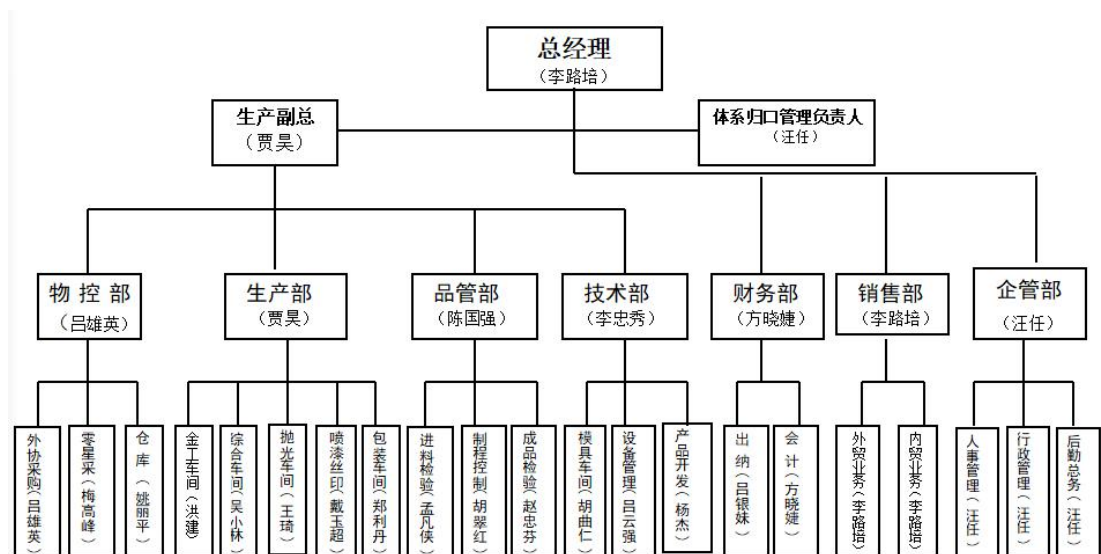 总经理
（李路培）
生产副总
（贾昊）
体系归口管理负责人
（汪任）
物控部
（吕雄英）
生产部
（贾昊）
品管部
（陈国强）
技术部
（李忠秀）
财务部
（方晓婕）
销售部
（李路培）
企管部
（汪任）
外协采购（吕雄英）
零星采（梅高峰）
仓库（姚丽平）
金工车间（洪建）
综合车间（吴小林）
抛光车间（王琦）
喷漆丝印（戴玉超）
包装车间（郑利丹）
进料检验（孟凡侠）
制程控制（胡翠红）
成品检验（赵忠芬）
模具车间（胡曲仁）
设备管理（吕云强）
产品开发（杨杰）
出纳（吕银妹）
会计（方晓婕）
外贸业务（李路培）
内贸业务（李路培）
人事管理（汪任）
行政管理（汪任）
后勤总务（汪任）